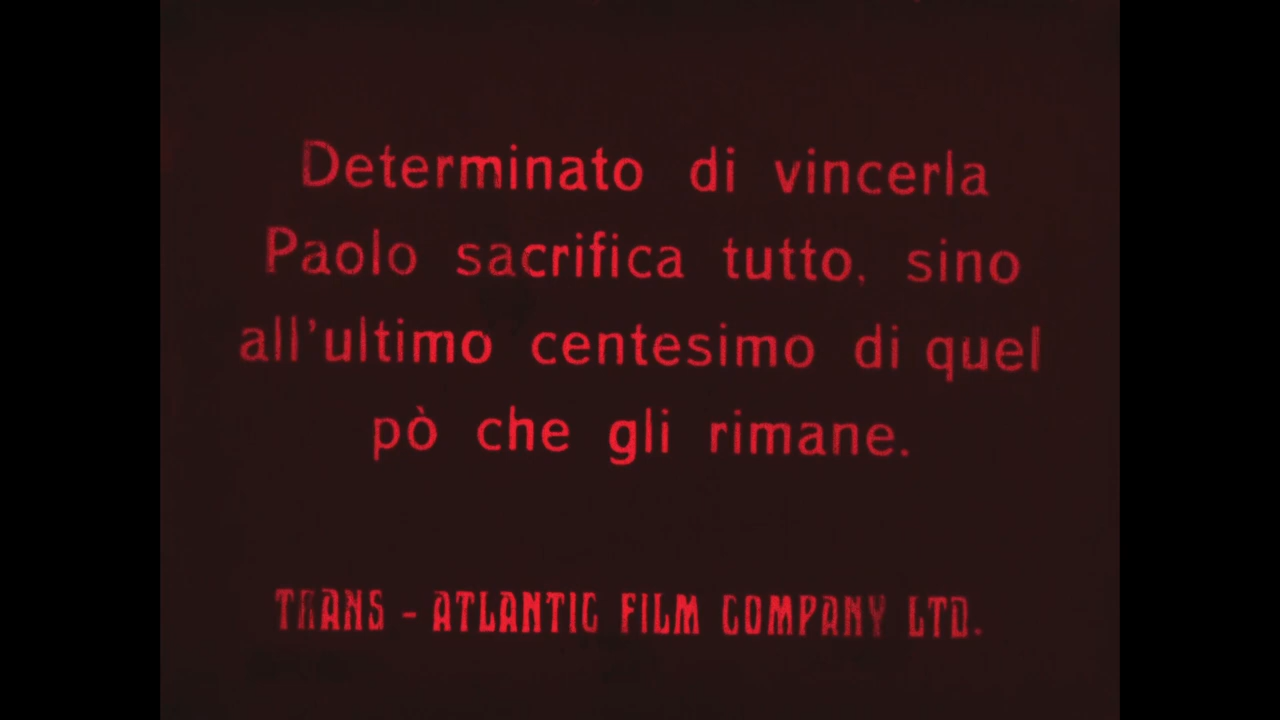 Determinato di vincerla
Paolo sacrifica tutto, sino
all'ultimo centesimo di quel
pò che gli rimane.
TRANS - ATLANTIC FILM COMPANY LTD.